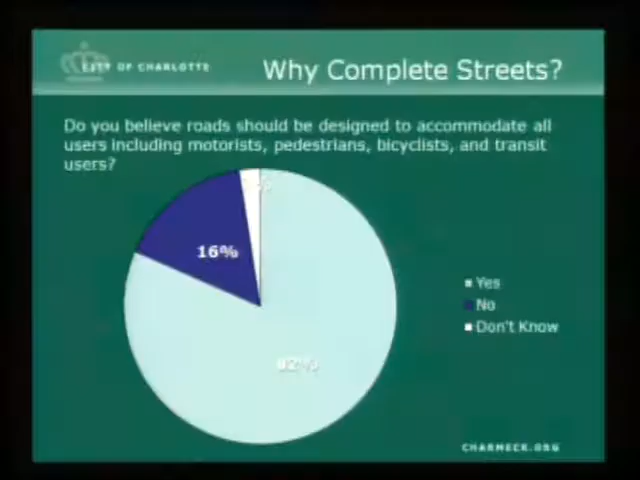 CITY OF CHARLOTTE
Why Complete Streets?
Do you believe roads should be designed to accommodate all
users including motorists, pedestrians, bicyclists, and transit
users?
16%
82%
Yes
No
Don't Know
CHARMECK.ORG